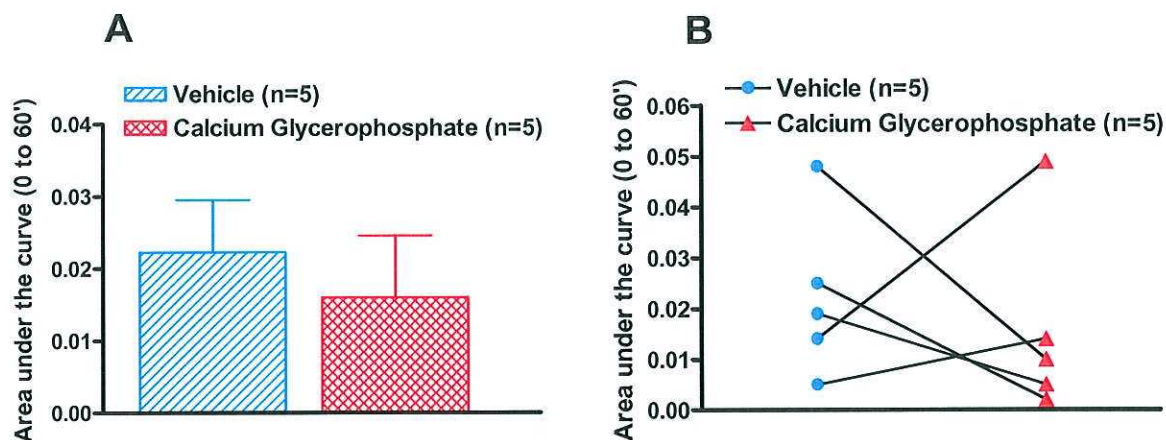 A
Vehicle (n=5)
Calcium Glycerophosphate (n=5)
Area under the curve (0 to 60')
0.04
0.03
0.02
0.01
0.00
B
Vehicle (n=5)
Calcium Glycerophosphate (n=5)
Area under the curve (0 to 60')
0.06
0.05
0.04
0.03
0.02
0.01
0.00